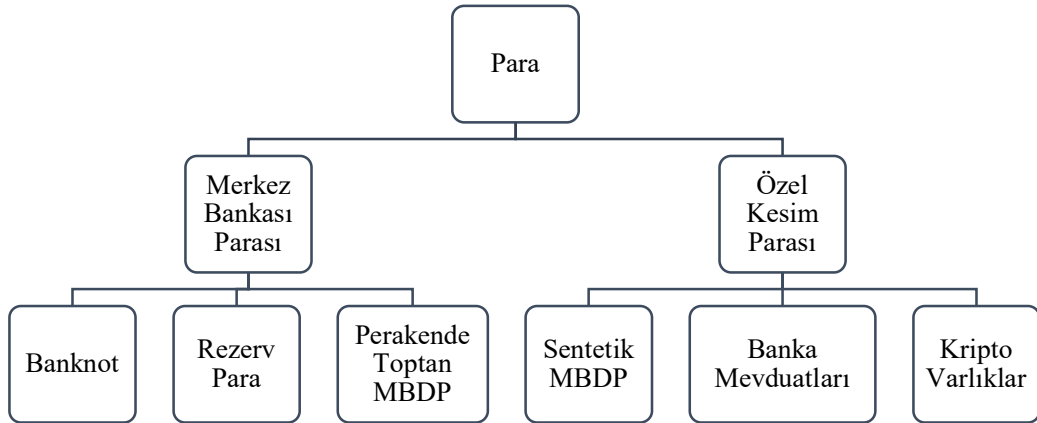 Para
Merkez
Bankası
Parası
Özel
Kesim
Parası
Banknot
Rezerv
Para
Perakende
Toptan
MBDP
Sentetik
MBDP
Banka
Mevduatları
Kripto
Varlıklar